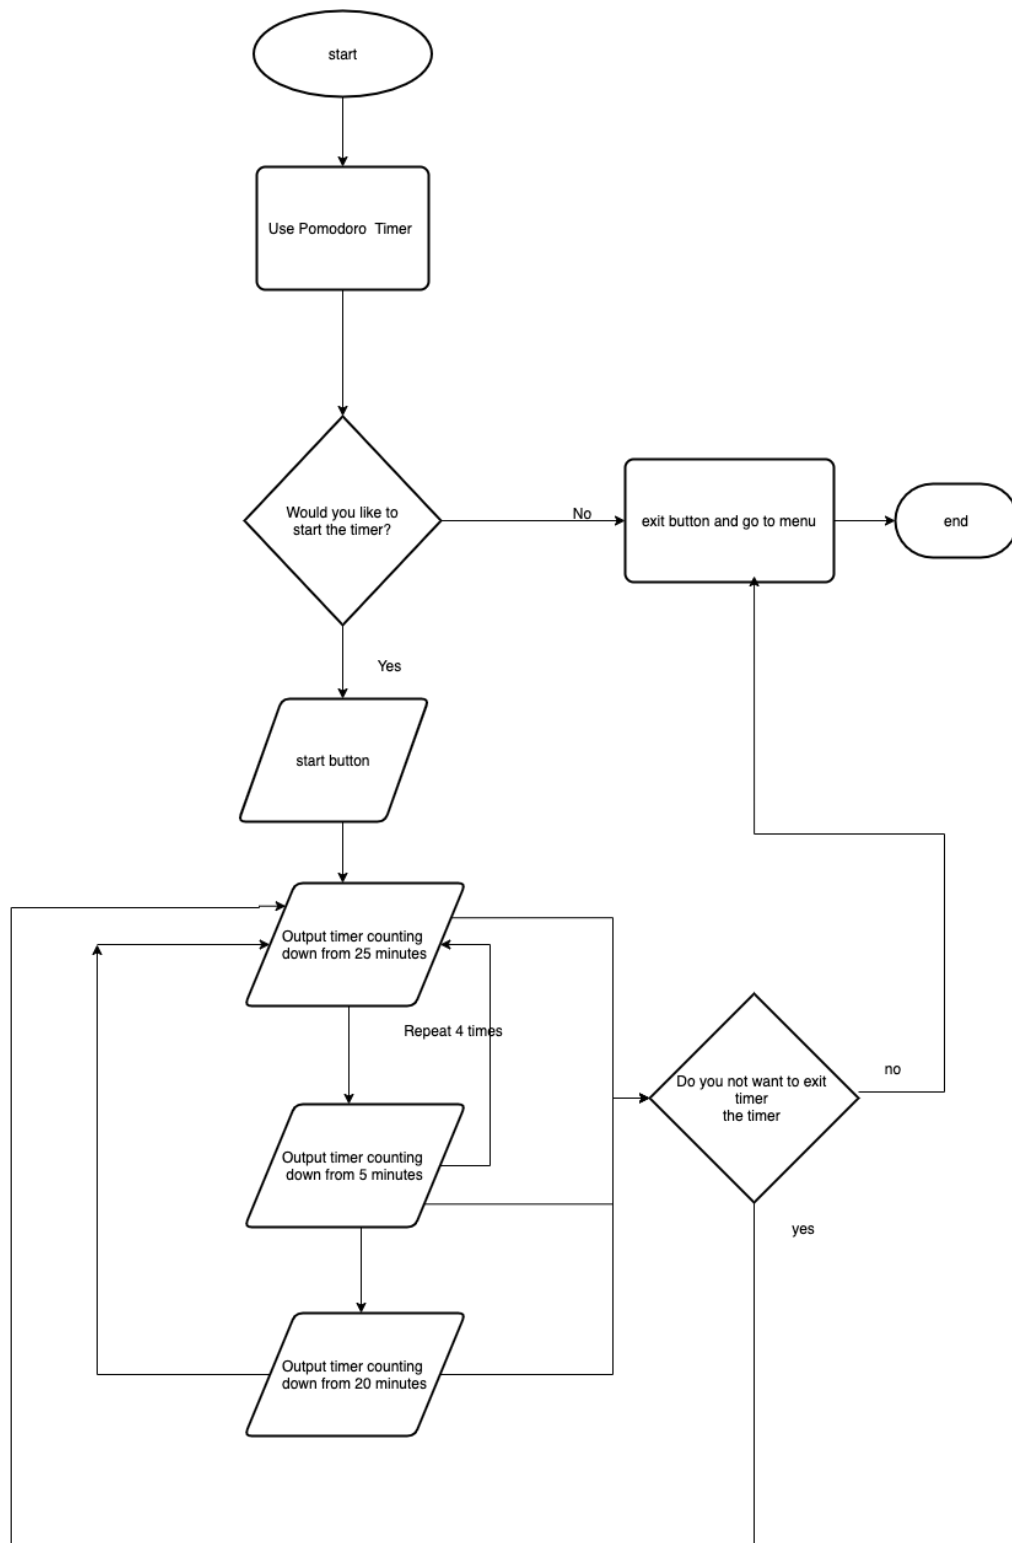 start
Use Pomodoro  Timer
Would you like to
start the timer?
No
exit button and go to menu
end
Yes
start button
Output timer counting
down from 25 minutes
Repeat 4 times
Do you not want to exit
timer
the timer
no
Output timer counting
down from 5 minutes
yes
Output timer counting
down from 20 minutes